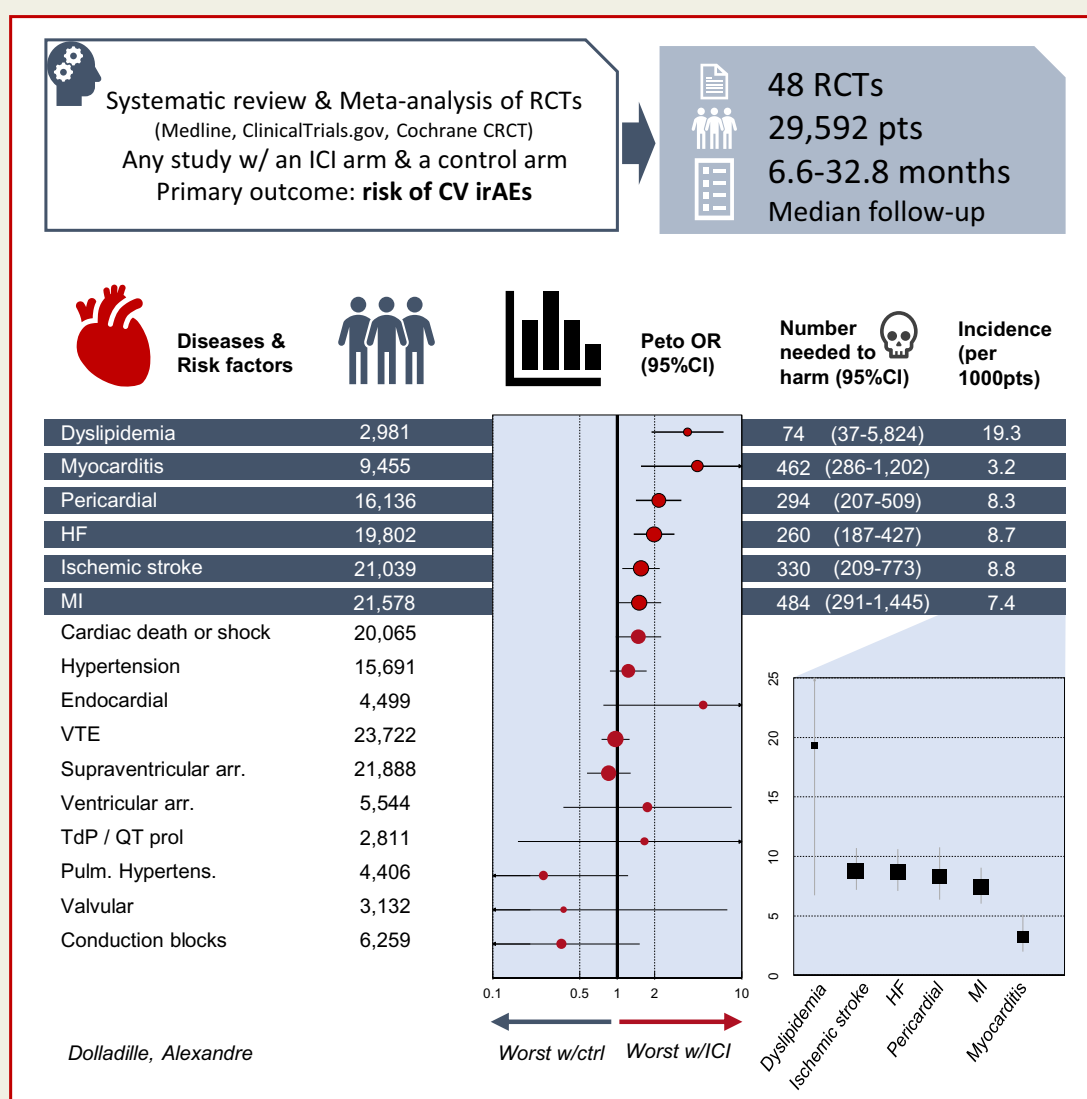 Systematic review & Meta-analysis of RCTs
(Medline, ClinicalTrials.gov, Cochrane CRCT)
Any study w/ an ICI arm & a control arm
Primary outcome: risk of CV irAEs
48 RCTs
29,592 pts
6.6-32.8 months
Median follow-up
Diseases &
Risk factors
Peto OR
(95%CI)
Number
needed to
harm (95%CI)
Incidence
(per
1000pts)
Dyslipidemia 2,981 74 (37-5,824) 19.3
Myocarditis 9,455 462 (286-1,202) 3.2
Pericardial 16,136 294 (207-509) 8.3
HF 19,802 260 (187-427) 8.7
Ischemic stroke 21,039 330 (209-773) 8.8
MI 21,578 484 (291-1,445) 7.4
Cardiac death or shock 20,065
Hypertension 15,691
Endocardial 4,499
VTE 23,722
Supraventricular arr. 21,888
Ventricular arr. 5,544
TdP / QT prol 2,811
Pulm. Hypertens. 4,406
Valvular 3,132
Conduction blocks 6,259
0.1 0.5 1 2 10
Worst w/ctrl Worst w/ICI
25
20
15
10
5
0
Dyslipidemia
Ischemic stroke
HF
Pericardial
MI
Myocarditis
Dolladille, Alexandre